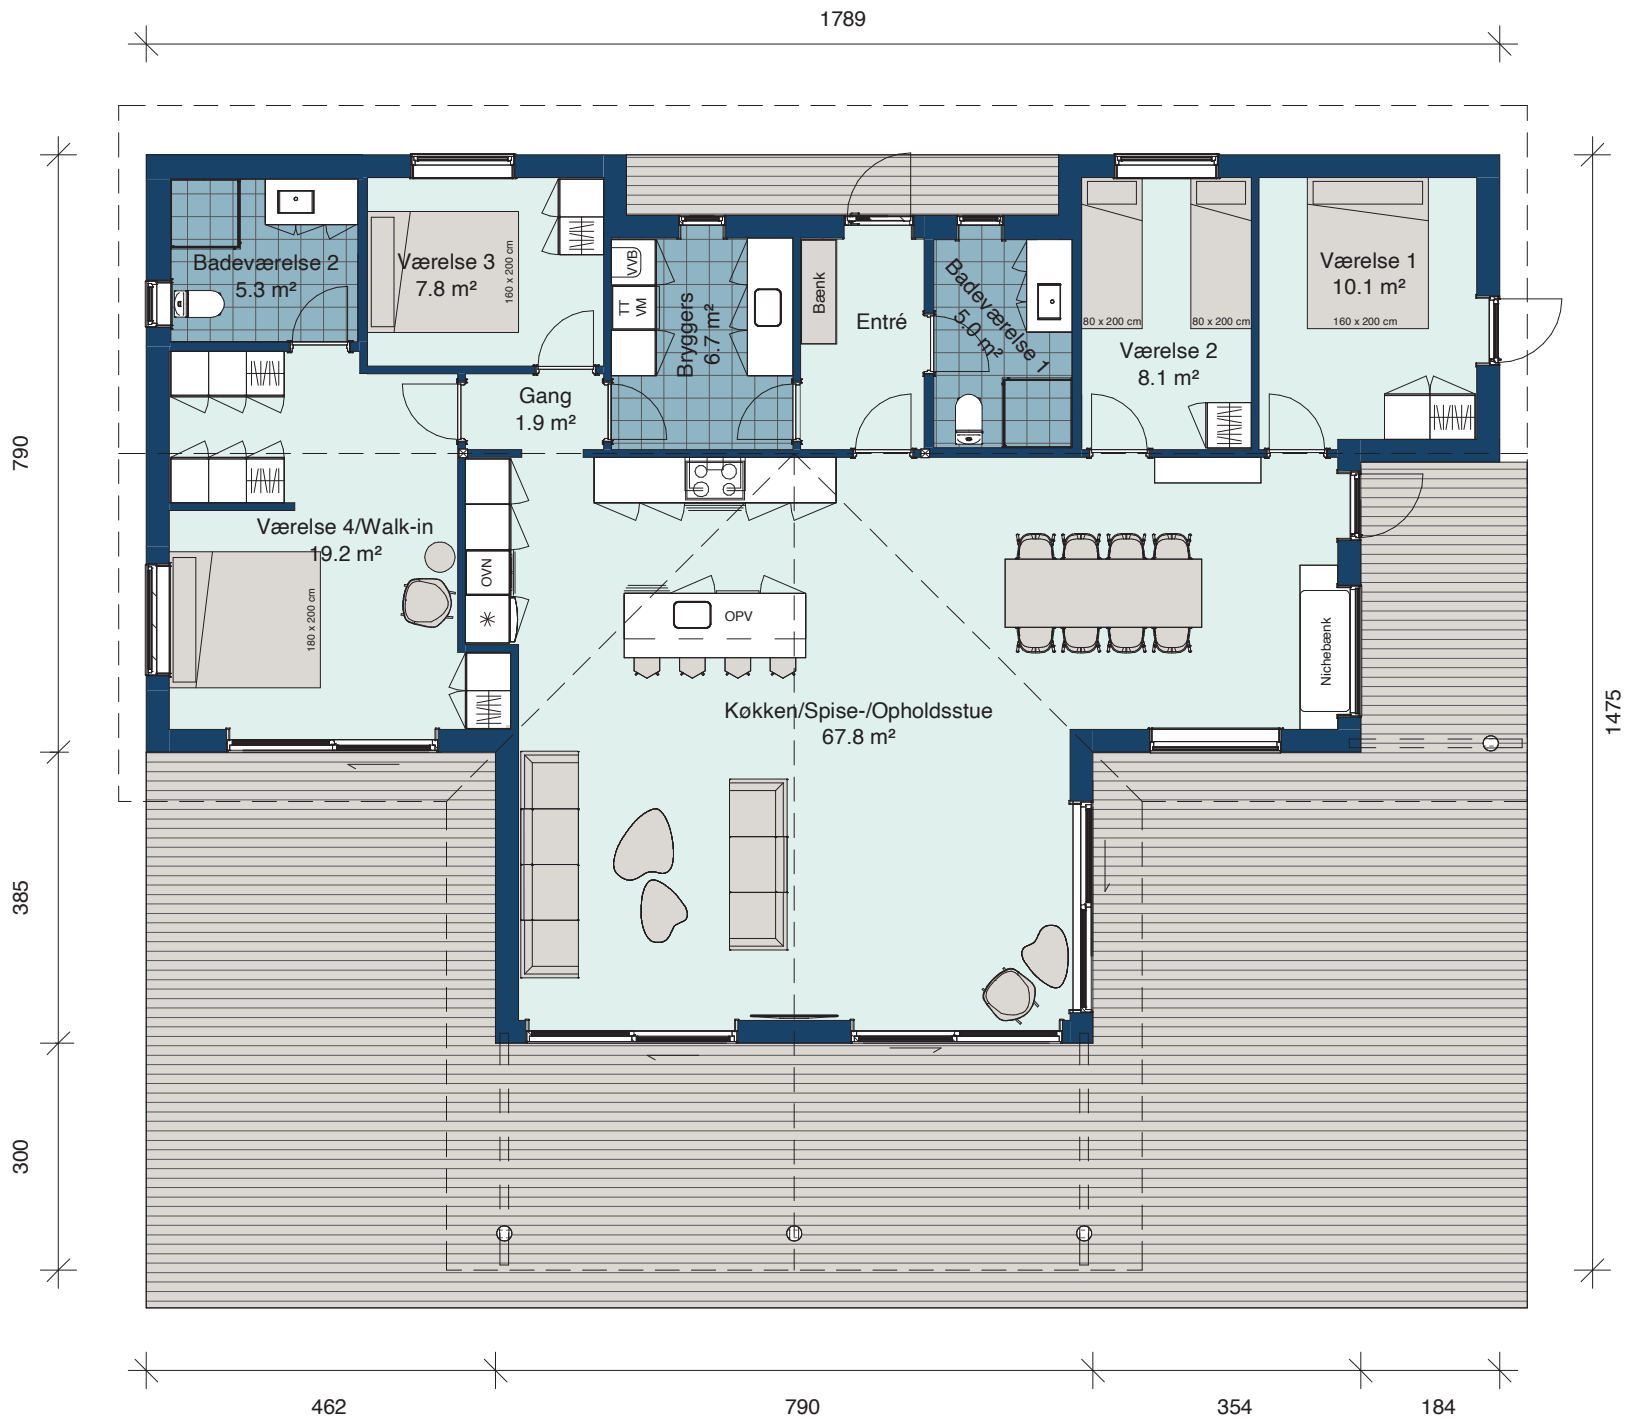 1789
Badeværelse 2
5.3 m²
Værelse 3
7.8 m²
160 x 200 cm
VVB
TT
VM
Bryggers
6.7 m²
Bænk
Entré
Badeværelse 1
5.0 m²
80 x 200 cm
80 x 200 cm
Værelse 2
8.1 m²
Værelse 1
10.1 m²
160 x 200 cm
Gang
1.9 m²
790
Værelse 4/Walk-in
19.2 m²
180 x 200 cm
OVN
OPV
Nichebænk
Køkken/Spise-/Opholdsstue
67.8 m²
1475
385
300
462
790
354
184